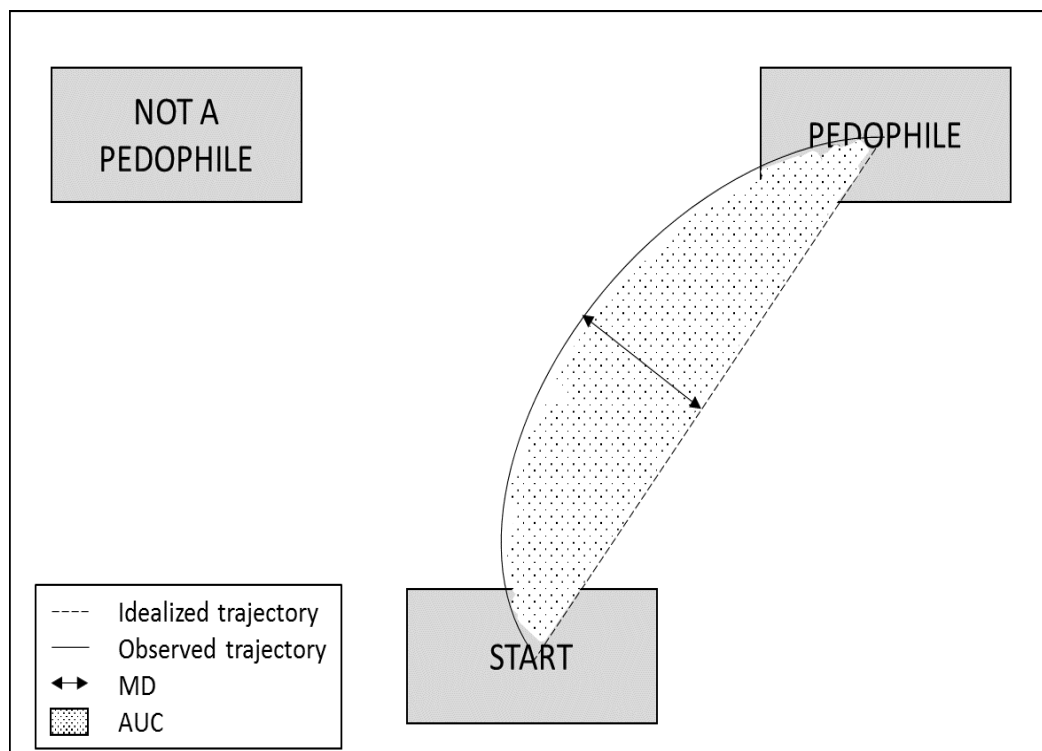 NOT A
PEDOPHILE
PEDOPHILE
START
Idealized trajectory
Observed trajectory
MD
AUC